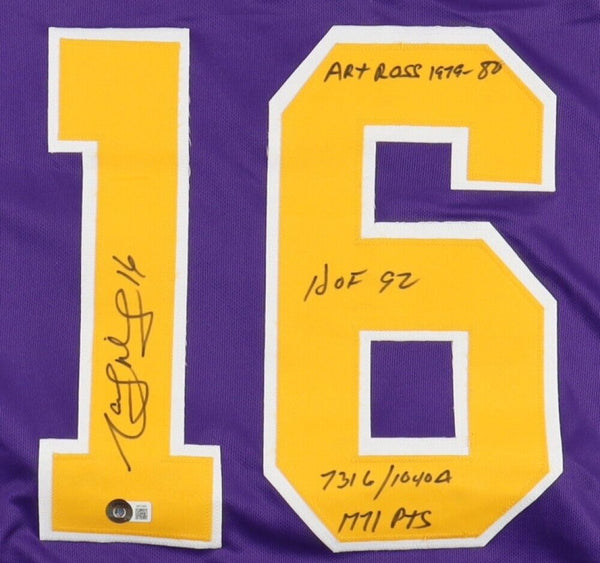 16
ART ROSS 1979-80
HOF 92
731G/1040A
1771 PTS
16